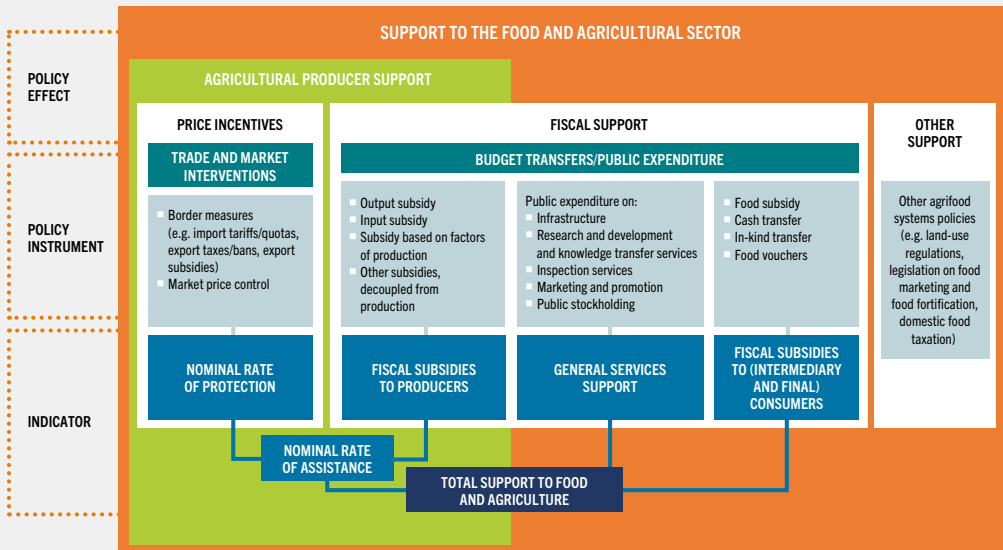 SUPPORT TO THE FOOD AND AGRICULTURAL SECTOR
POLICY
EFFECT
AGRICULTURAL PRODUCER SUPPORT
PRICE INCENTIVES
FISCAL SUPPORT
OTHER
SUPPORT
POLICY
INSTRUMENT
TRADE AND MARKET
INTERVENTIONS
BUDGET TRANSFERS/PUBLIC EXPENDITURE
Border measures
(e.g. import tariffs/quotas,
export taxes/bans, export
subsidies)
Market price control
Output subsidy
Input subsidy
Subsidy based on factors
of production
Other subsidies,
decoupled from
production
Public expenditure on:
Infrastructure
Research and development
and knowledge transfer services
Inspection services
Marketing and promotion
Public stockholding
Food subsidy
Cash transfer
In-kind transfer
Food vouchers
Other agrifood
systems policies
(e.g. land-use
regulations,
legislation on food
marketing and
food fortification,
domestic food
taxation)
INDICATOR
NOMINAL RATE
OF PROTECTION
FISCAL SUBSIDIES
TO PRODUCERS
GENERAL SERVICES
SUPPORT
FISCAL SUBSIDIES
TO (INTERMEDIARY
AND FINAL)
CONSUMERS
NOMINAL RATE
OF ASSISTANCE
TOTAL SUPPORT TO FOOD
AND AGRICULTURE